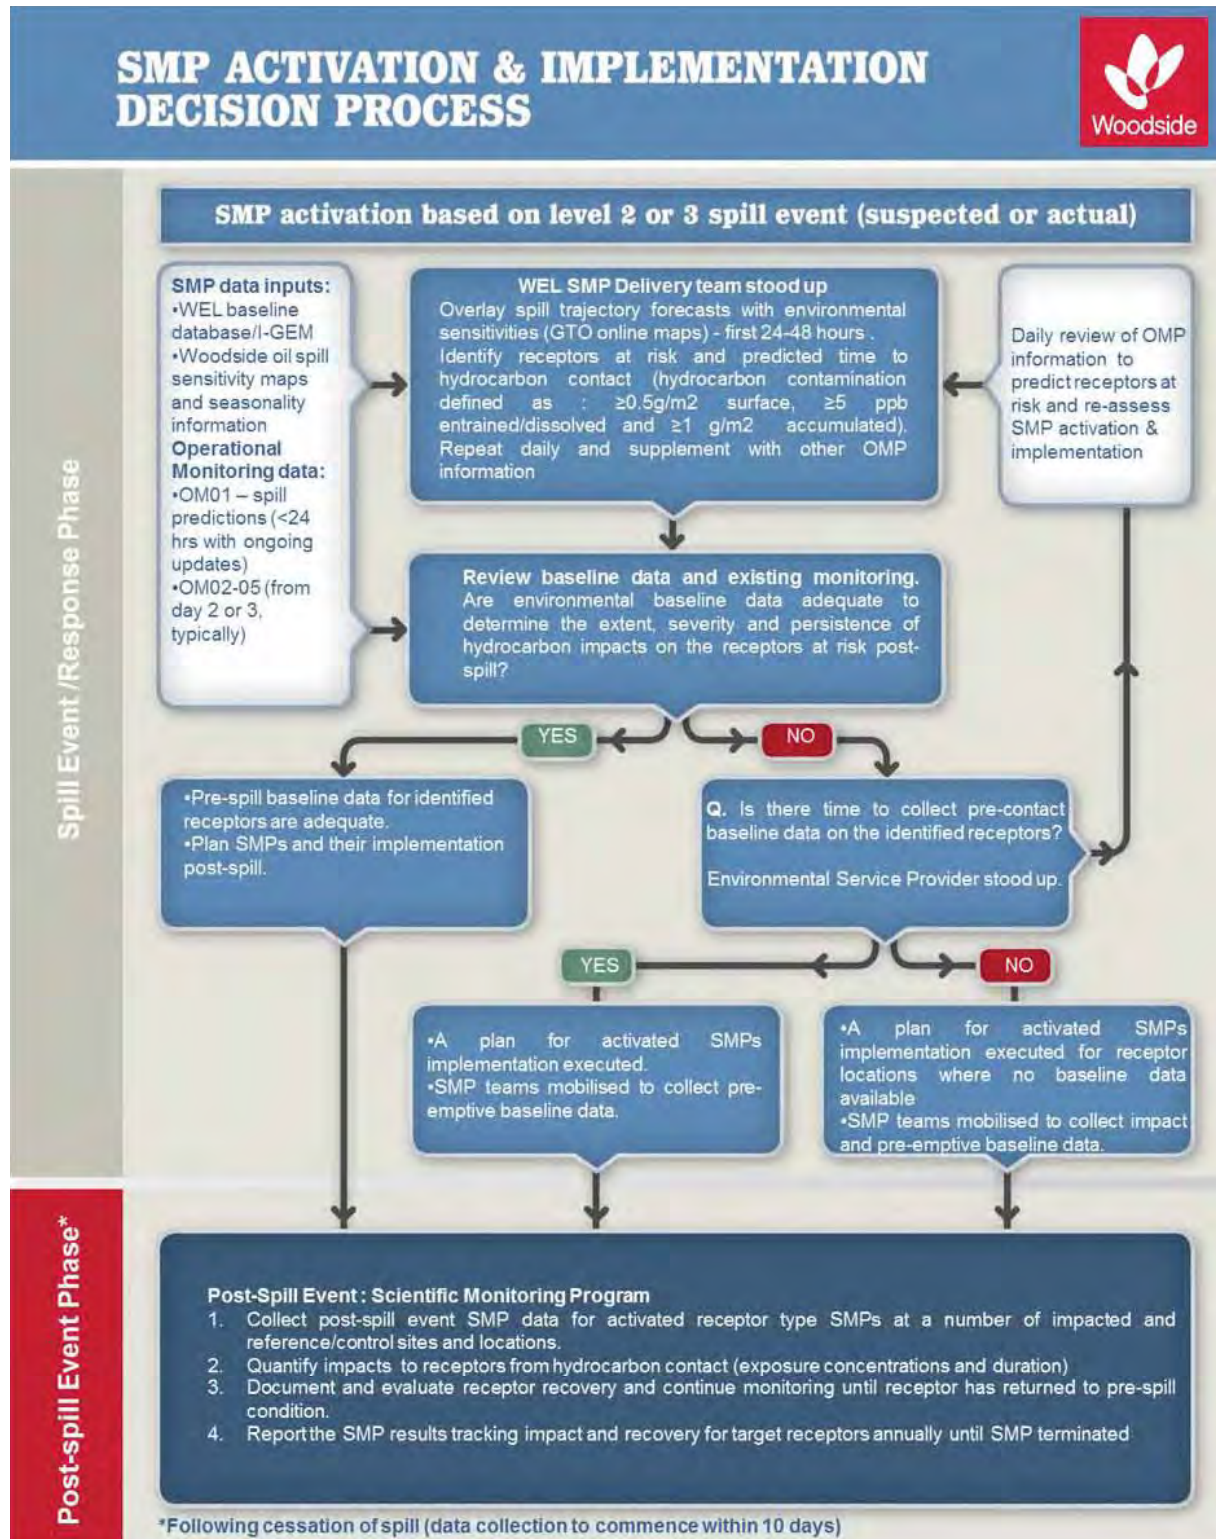 SMP ACTIVATION & IMPLEMENTATION
DECISION PROCESS
Woodside
Spill Event /Response Phase
SMP activation based on level 2 or 3 spill event (suspected or actual)
SMP data inputs:
•WEL baseline
database/I-GEM
•Woodside oil spill
sensitivity maps
and seasonality
information
Operational
Monitoring data:
•OM01 – spill
predictions (<24
hrs with ongoing
updates)
•OM02-05 (from
day 2 or 3,
typically)
WEL SMP Delivery team stood up
Overlay spill trajectory forecasts with environmental
sensitivities (GTO online maps) - first 24-48 hours .
Identify receptors at risk and predicted time to
hydrocarbon contact (hydrocarbon contamination
defined as : ≥0.5g/m2 surface, ≥5 ppb
entrained/dissolved and ≥1 g/m2 accumulated).
Repeat daily and supplement with other OMP
information
Daily review of OMP
information to
predict receptors at
risk and re-assess
SMP activation &
implementation
Review baseline data and existing monitoring.
Are environmental baseline data adequate to
determine the extent, severity and persistence of
hydrocarbon impacts on the receptors at risk post-
spill?
YES
NO
•Pre-spill baseline data for identified
receptors are adequate.
•Plan SMPs and their implementation
post-spill.
Q. Is there time to collect pre-contact
baseline data on the identified receptors?
Environmental Service Provider stood up.
YES
NO
•A plan for activated SMPs
implementation executed.
•SMP teams mobilised to collect pre-
emptive baseline data.
•A plan for activated SMPs
implementation executed for receptor
locations where no baseline data
available
•SMP teams mobilised to collect impact
and pre-emptive baseline data.
Post-spill Event Phase*
Post-Spill Event : Scientific Monitoring Program
1. Collect post-spill event SMP data for activated receptor type SMPs at a number of impacted and
reference/control sites and locations.
2. Quantify impacts to receptors from hydrocarbon contact (exposure concentrations and duration)
3. Document and evaluate receptor recovery and continue monitoring until receptor has returned to pre-spill
condition.
4. Report the SMP results tracking impact and recovery for target receptors annually until SMP terminated
*Following cessation of spill (data collection to commence within 10 days)